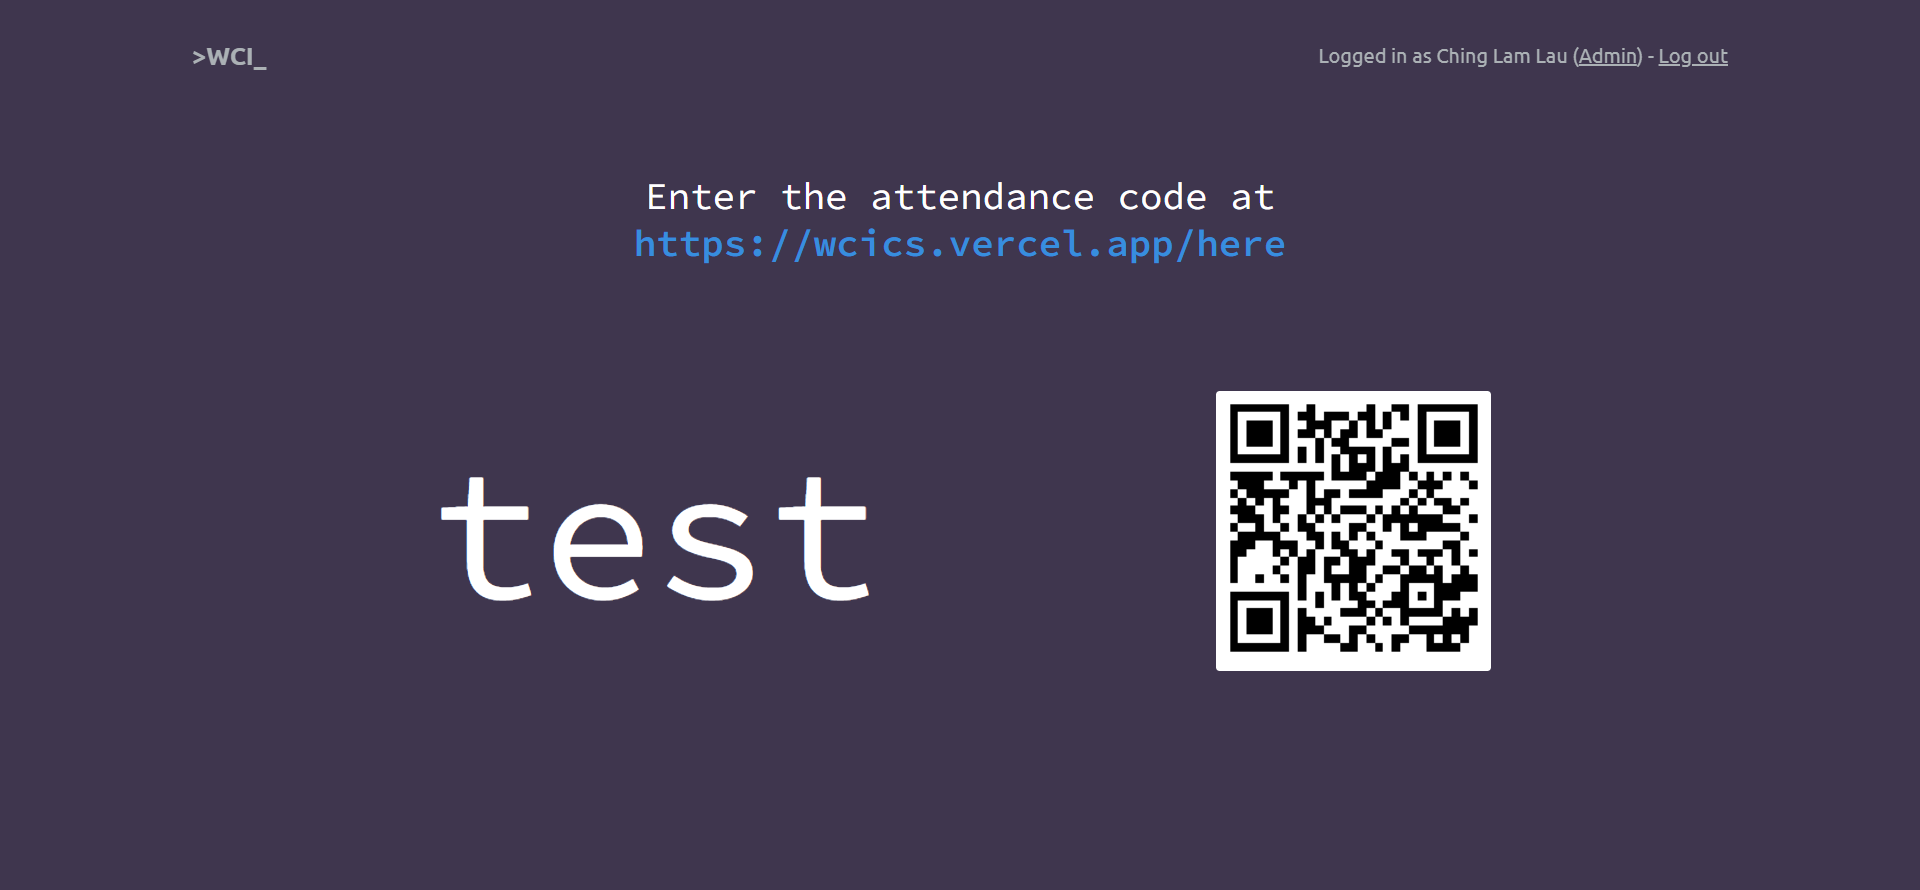 >WCI_
Logged in as Ching Lam Lau (Admin) - Log out
Enter the attendance code at
https://wcics.vercel.app/here
test